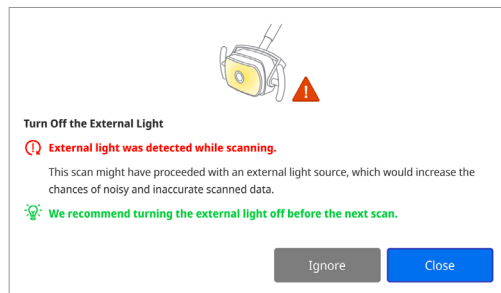 Turn Off the External Light
External light was detected while scanning.
This scan might have proceeded with an external light source, which would increase the
chances of noisy and inaccurate scanned data.
We recommend turning the external light off before the next scan.
Ignore
Close